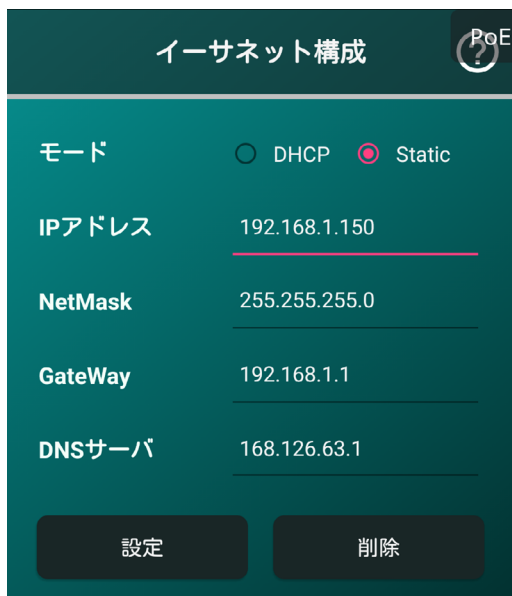 イーサネット構成
PoE
?
モード DHCP Static
IPアドレス 192.168.1.150
NetMask 255.255.255.0
GateWay 192.168.1.1
DNSサーバ 168.126.63.1
設定 削除